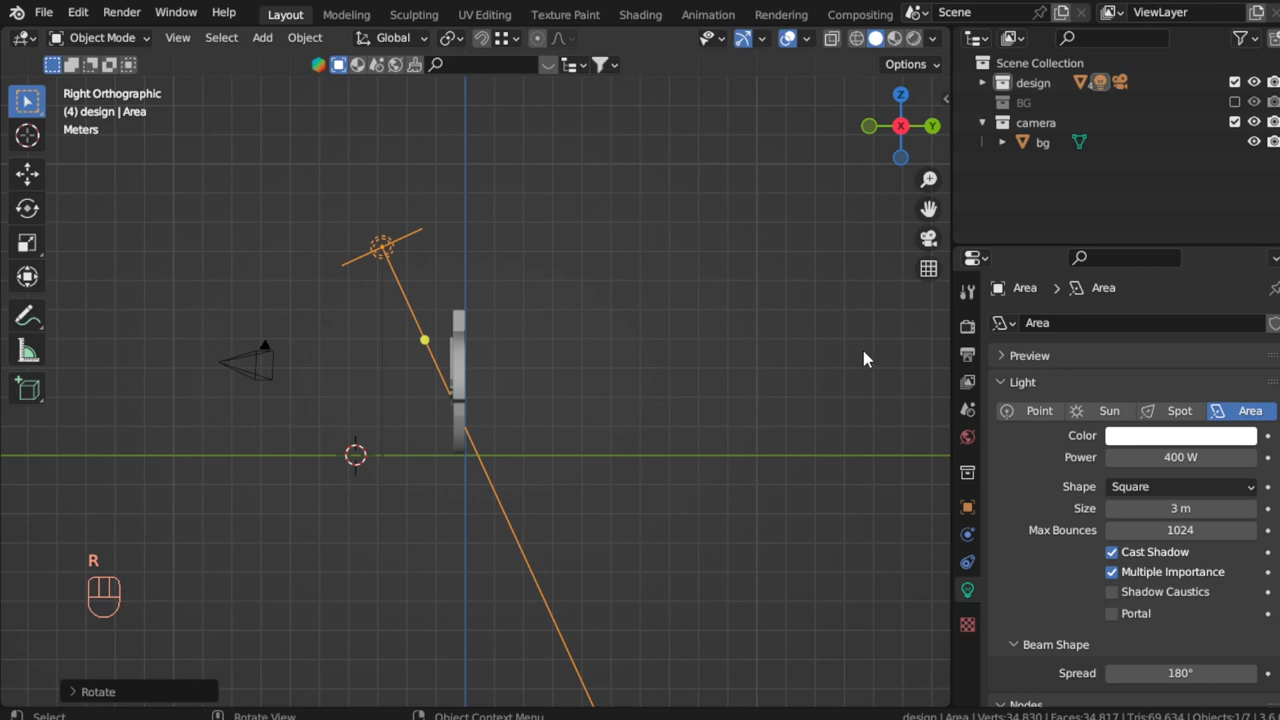 File Edit Render Window Help Layout Modeling Sculpting UV Editing Texture Paint Shading Animation Rendering Compositing Scene ViewLayer
Object Mode View Select Add Object Global
Options
Right Orthographic
(4) design | Area
Meters
Z
X
Y
Scene Collection
design 4
BG
camera
bg
Area > Area
Area
Preview
Light
Point Sun Spot Area
Color
Power 400 W
Shape Square
Size 3 m
Max Bounces 1024
Cast Shadow
Multiple Importance
Shadow Caustics
Portal
Beam Shape
Spread 180°
Nodes
R
Rotate
Select Rotate View Object Context Menu design | Area | Verts:34,830 | Faces:34,817 | Tris:69,634 | Objects:1/7 | 3.6